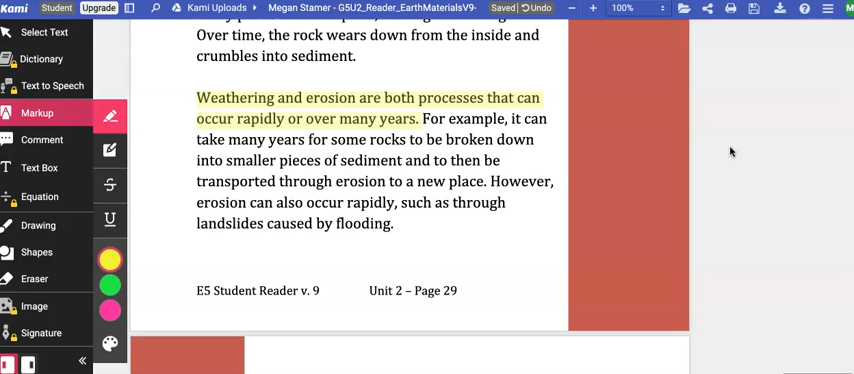 Kami Student Upgrade Kami Uploads Megan Stamer - G5U2_Reader_EarthMaterialsV9- Saved Undo 100%
Select Text
Dictionary
Text to Speech
Markup
Comment
Text Box
Equation
Drawing
Shapes
Eraser
Image
Signature
Over time, the rock wears down from the inside and
crumbles into sediment.
Weathering and erosion are both processes that can
occur rapidly or over many years. For example, it can
take many years for some rocks to be broken down
into smaller pieces of sediment and to then be
transported through erosion to a new place. However,
erosion can also occur rapidly, such as through
landslides caused by flooding.
E5 Student Reader v. 9 Unit 2 – Page 29